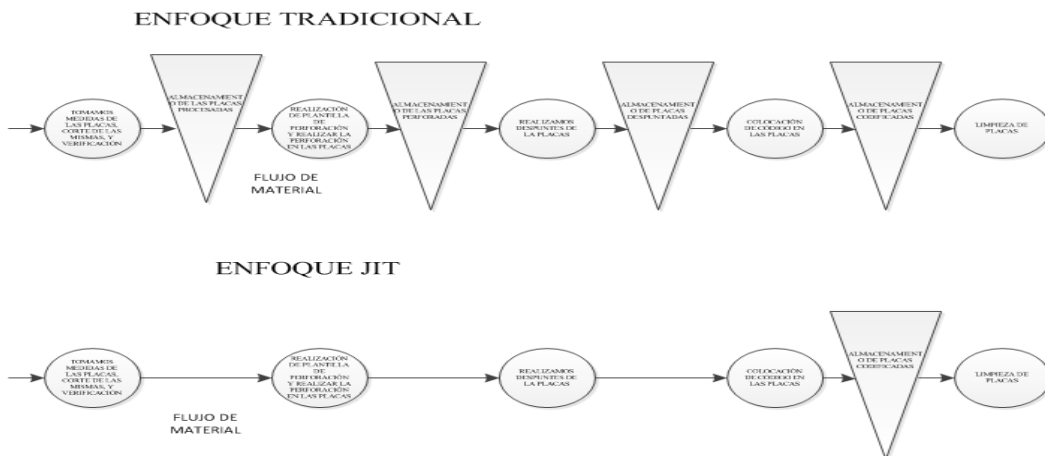 ENFOQUE TRADICIONAL
TOMAMOS
MEDIDAS DE
LAS PLACAS,
CORTE DE LAS
MISMAS, Y
VERIFICACIÓN
ALMACENAMIENT
O DE LAS PLACAS
PROCESADAS
REALIZACIÓN
DE PLANTILLA
DE
PERFORACIÓN
Y REALIZAR LA
PERFORACIÓN
EN LAS PLACAS
ALMACENAMIENT
O DE LAS PLACAS
PERFORADAS
REALIZAMOS
DESPUNTES DE
LA PLACAS
ALMACENAMIENT
O DE PLACAS
DESPUNTADAS
COLOCACIÓN
DE CÓDIGO EN
LAS PLACAS
ALMACENAMIENT
O DE PLACAS
CODIFICADAS
LIMPIEZA DE
PLACAS
FLUJO DE
MATERIAL
ENFOQUE JIT
TOMAMOS
MEDIDAS DE
LAS PLACAS,
CORTE DE LAS
MISMAS, Y
VERIFICACIÓN
REALIZACIÓN
DE PLANTILLA
DE
PERFORACIÓN
Y REALIZAR LA
PERFORACIÓN
EN LAS PLACAS
REALIZAMOS
DESPUNTES DE
LA PLACAS
COLOCACIÓN
DE CÓDIGO EN
LAS PLACAS
ALMACENAMIENT
O DE PLACAS
CODIFICADAS
LIMPIEZA DE
PLACAS
FLUJO DE
MATERIAL